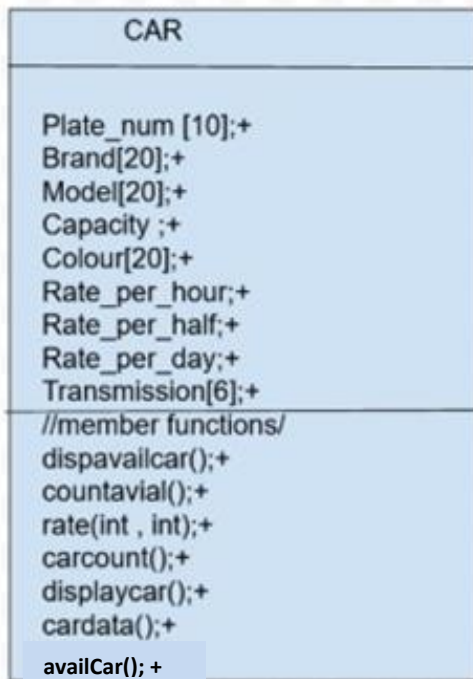 CAR
Plate_num [10];+
Brand[20];+
Model[20];+
Capacity ;+
Colour[20];+
Rate_per_hour;+
Rate_per_half;+
Rate_per_day;+
Transmission[6];+
//member functions/
dispavailcar();+
countavial();+
rate(int , int);+
carcount();+
displaycar();+
cardata();+
availCar(); +